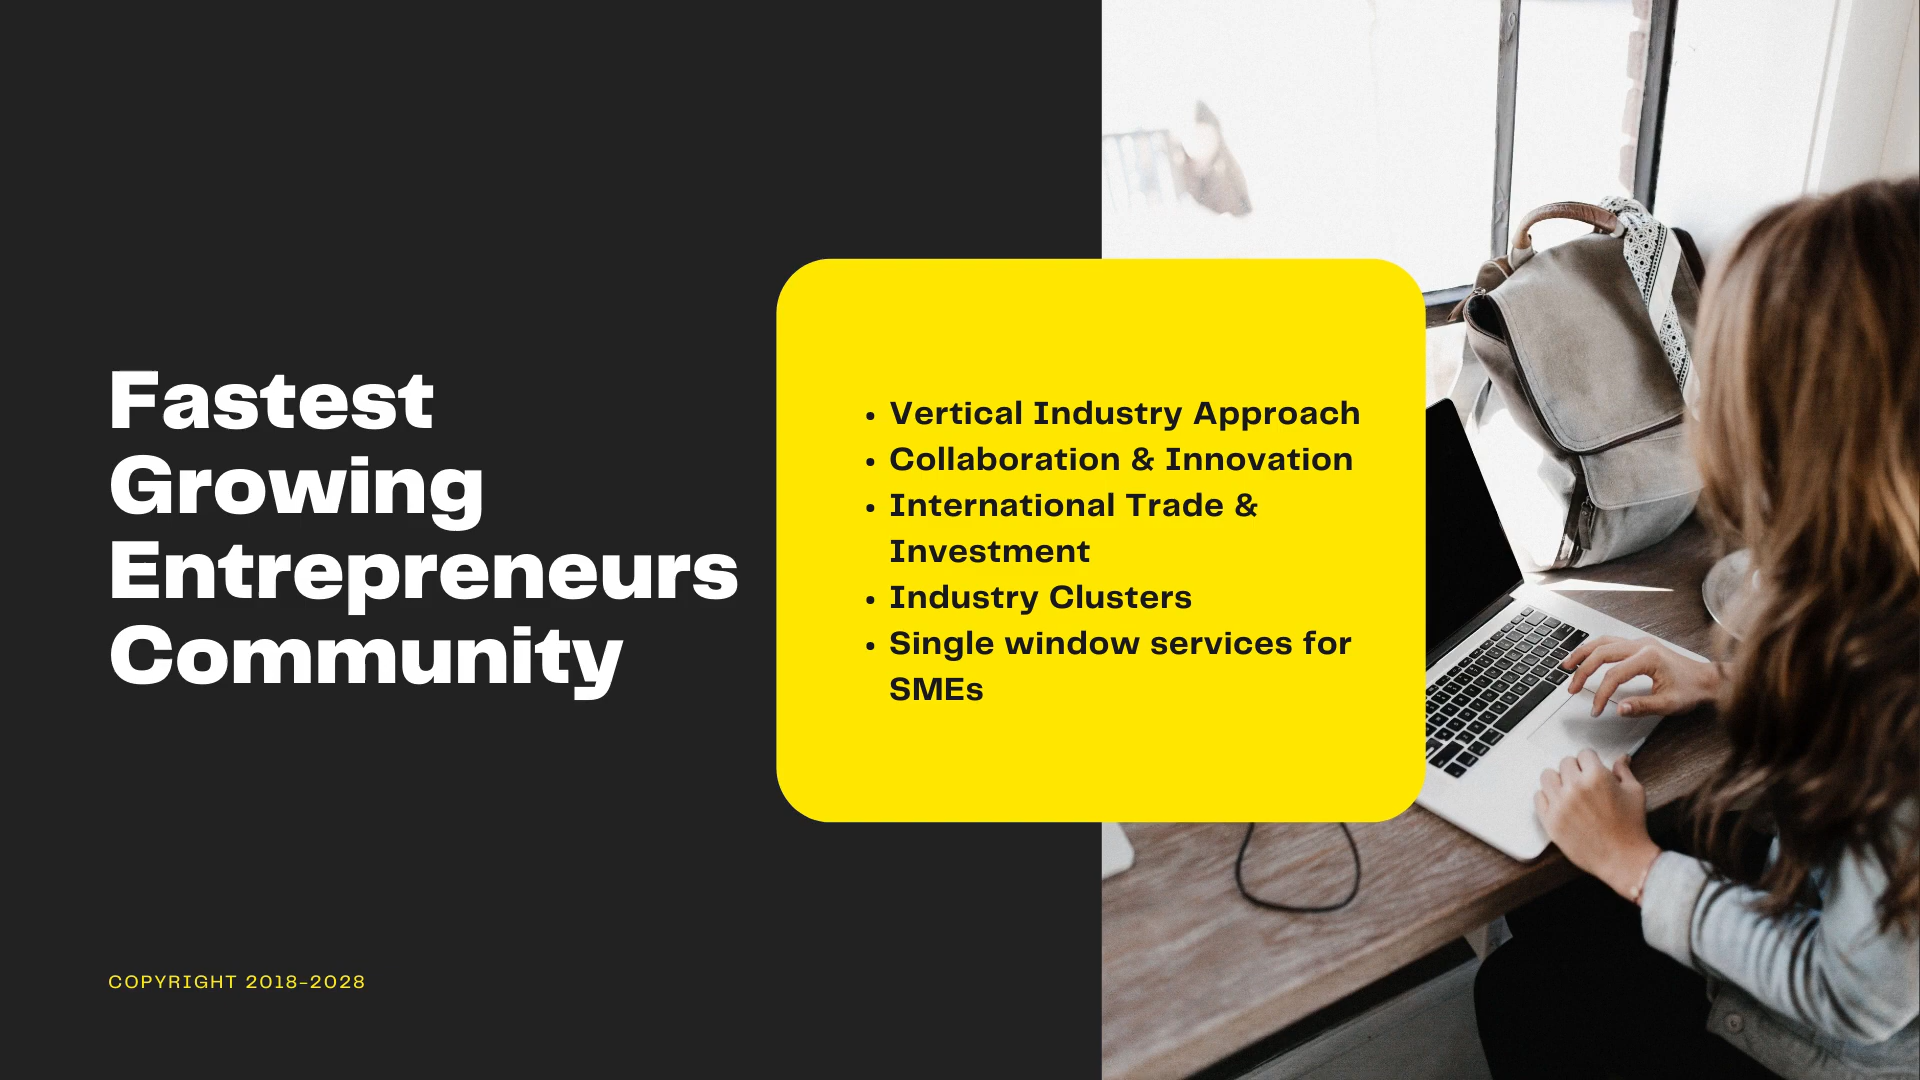 Fastest
Growing
Entrepreneurs
Community
• Vertical Industry Approach
• Collaboration & Innovation
• International Trade &
Investment
• Industry Clusters
• Single window services for
SMEs
COPYRIGHT 2018-2028